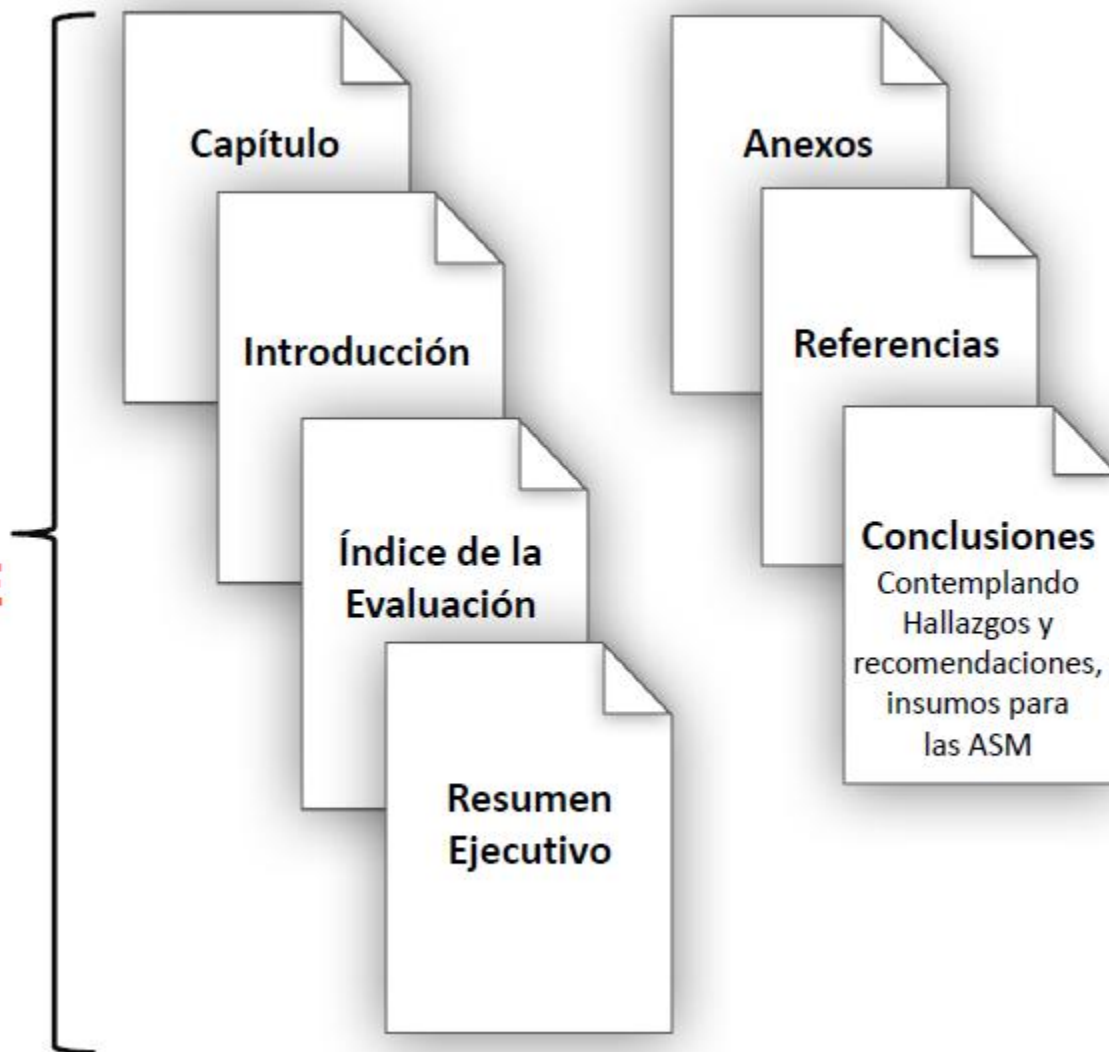 Capítulo
Introducción
Índice de la
Evaluación
Resumen
Ejecutivo
Anexos
Referencias
Conclusiones
Contemplando
Hallazgos y
recomendaciones,
insumos para
las ASM